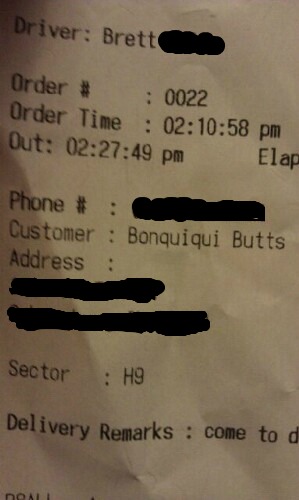 Driver: Brett
Order # : 0022
Order Time : 02:10:58 pm
Out: 02:27:49 pm Elap
Phone # :
Customer : Bonquiqui Butts
Address :
Sector : H9
Delivery Remarks : come to d